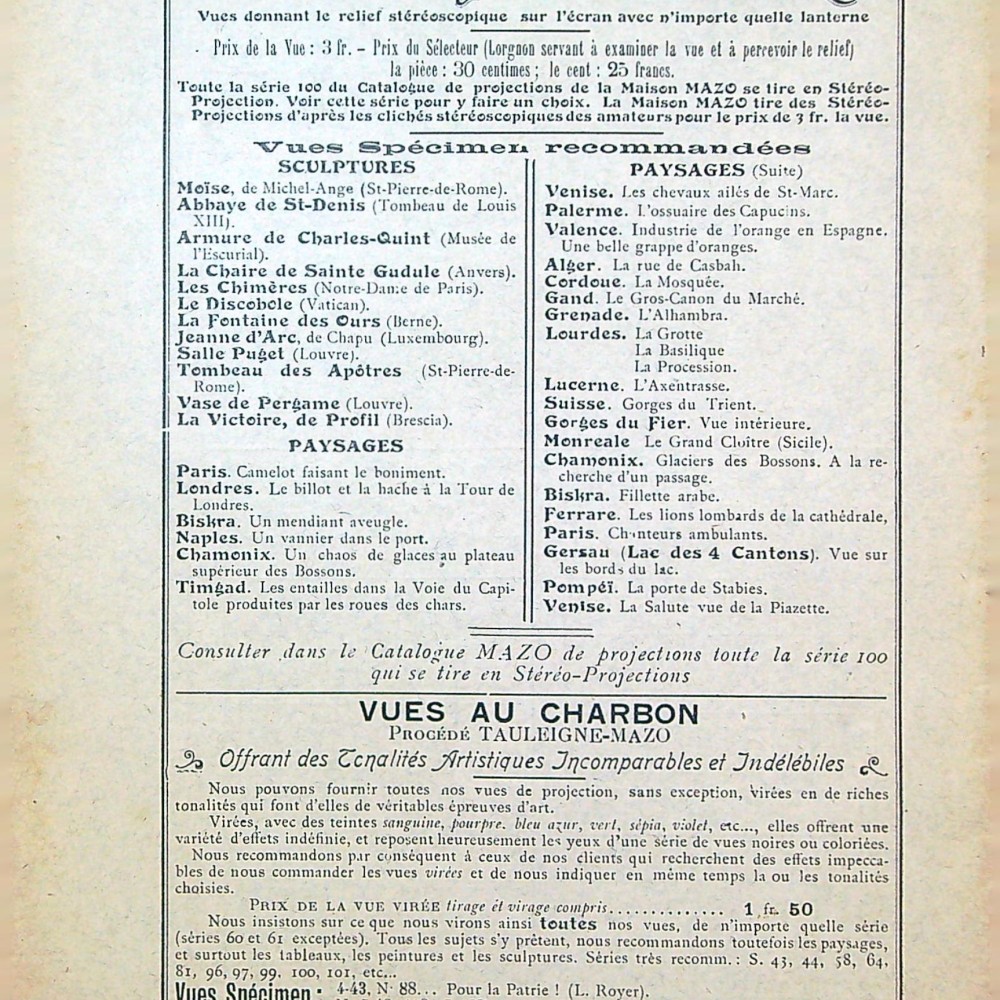 Vues donnant le relief stéréoscopique sur l'écran avec n'importe quelle lanterne
Prix de la Vue : 3 fr. – Prix du Sélecteur (Lorgnon servant à examiner la vue et à percevoir le relief)
la pièce : 30 centimes ; le cent : 25 francs.
Toute la série 100 du Catalogue de projections de la Maison MAZO se tire en Stéréo-
Projection. Voir cette série pour y faire un choix. La Maison MAZO tire des Stéréo-
Projections d'après les clichés stéréoscopiques des amateurs pour le prix de 3 fr. la vue.
Vues Spécimen recommandées
SCULPTURES
Moïse, de Michel-Ange (St-Pierre-de-Rome).
Abbaye de St-Denis (Tombeau de Louis
XIII).
Armure de Charles-Quint (Musée de
l'Escurial).
La Chaire de Sainte Gudule (Anvers).
Les Chimères (Notre-Dame de Paris).
Le Discobole (Vatican).
La Fontaine des Ours (Berne).
Jeanne d'Arc, de Chapu (Luxembourg).
Salle Puget (Louvre).
Tombeau des Apôtres (St-Pierre-de-
Rome).
Vase de Pergame (Louvre).
La Victoire, de Profil (Brescia).
PAYSAGES
Paris. Camelot faisant le boniment.
Londres. Le billot et la hache à la Tour de
Londres.
Biskra. Un mendiant aveugle.
Naples. Un vannier dans le port.
Chamonix. Un chaos de glaces au plateau
supérieur des Bossons.
Timgad. Les entailles dans la Voie du Capi-
tole produites par les roues des chars.
PAYSAGES (Suite)
Venise. Les chevaux ailés de St-Marc.
Palerme. L'ossuaire des Capucins.
Valence. Industrie de l'orange en Espagne.
Une belle grappe d'oranges.
Alger. La rue de Casbah.
Cordoue. La Mosquée.
Gand. Le Gros-Canon du Marché.
Grenade. L'Alhambra.
Lourdes. La Grotte
La Basilique
La Procession.
Lucerne. L'Axentrasse.
Suisse. Gorges du Trient.
Gorges du Fier. Vue intérieure.
Monreale Le Grand Cloître (Sicile).
Chamonix. Glaciers des Bossons. A la re-
cherche d'un passage.
Biskra. Fillette arabe.
Ferrare. Les lions lombards de la cathédrale,
Paris. Chanteurs ambulants.
Gersau (Lac des 4 Cantons). Vue sur
les bords du lac.
Pompéï. La porte de Stabies.
Venise. La Salute vue de la Piazette.
Consulter dans le Catalogue MAZO de projections toute la série 100
qui se tire en Stéréo-Projections
VUES AU CHARBON
PROCÉDÉ TAULEIGNE-MAZO
Offrant des Tonalités Artistiques Incomparables et Indélébiles
Nous pouvons fournir toutes nos vues de projection, sans exception, virées en de riches
tonalités qui font d'elles de véritables épreuves d'art.
Virées, avec des teintes sanguine, pourpre. bleu azur, vert, sépia, violet, etc..., elles offrent une
variété d'effets indéfinie, et reposent heureusement les yeux d'une série de vues noires ou coloriées.
Nous recommandons par conséquent à ceux de nos clients qui recherchent des effets impecca-
bles de nous commander les vues virées et de nous indiquer en même temps la ou les tonalités
choisies.
PRIX DE LA VUE VIRÉE tirage et virage compris.............. 1 fr. 50
Nous insistons sur ce que nous virons ainsi toutes nos vues, de n'importe quelle série
(séries 60 et 61 exceptées). Tous les sujets s'y prêtent, nous recommandons toutefois les paysages,
et surtout les tableaux, les peintures et les sculptures. Séries très recomm. : S. 43, 44, 58, 64,
81, 96, 97, 99. 100, 101, etc...
Vues Spécimen : 4-43, N° 88... Pour la Patrie ! (L. Royer).